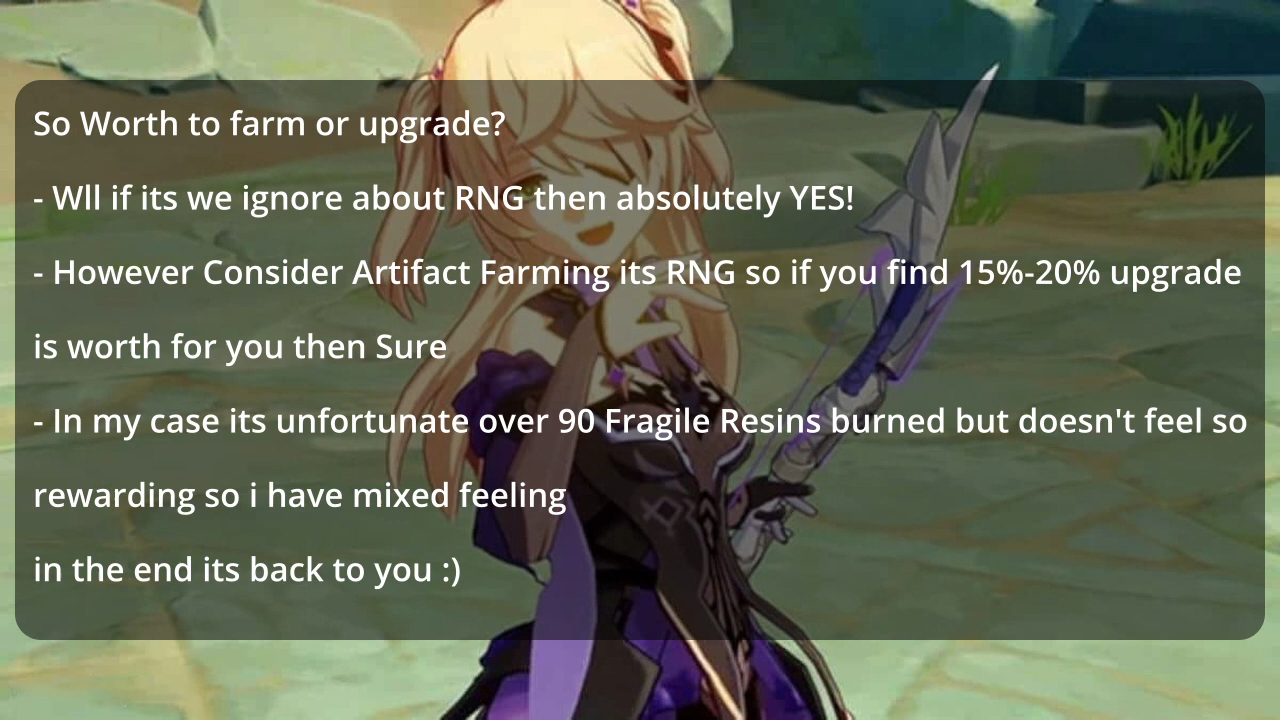 So Worth to farm or upgrade?
- Wll if its we ignore about RNG then absolutely YES!
- However Consider Artifact Farming its RNG so if you find 15%-20% upgrade
is worth for you then Sure
- In my case its unfortunate over 90 Fragile Resins burned but doesn't feel so
rewarding so i have mixed feeling
in the end its back to you :)